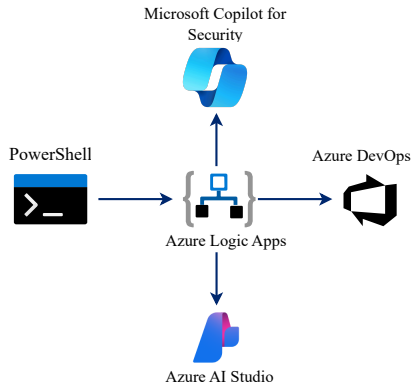 Microsoft Copilot for
Security
PowerShell
Azure DevOps
Azure Logic Apps
Azure AI Studio